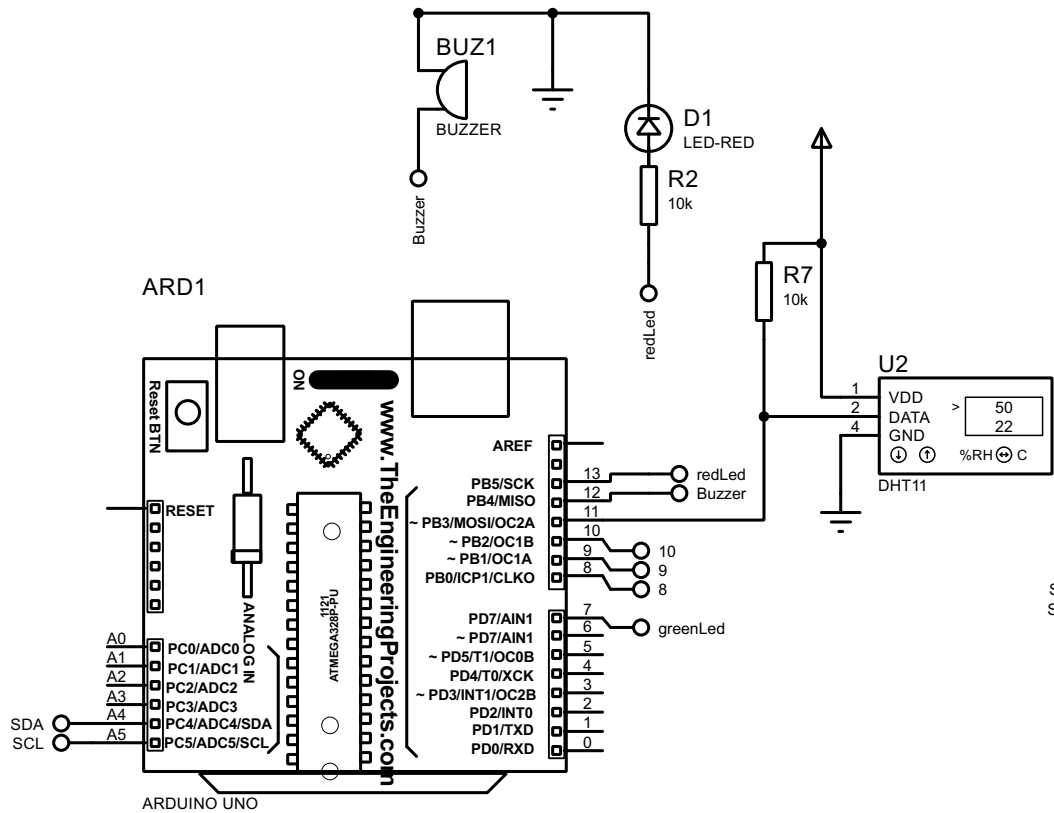 BUZ1
BUZZER
Buzzer
D1
LED-RED
R2
10k
redLed
R7
10k
U2
1
2
4
VDD
DATA
GND
>
50
22
%RH
C
DHT11
ARD1
Reset BTN
ON
www.TheEngineeringProjects.com
RESET
ANALOG IN
1121
ATMEGA328P-PU
AREF
PB5/SCK 13 redLed
PB4/MISO 12 Buzzer
~ PB3/MOSI/OC2A 11
~ PB2/OC1B 10 10
~ PB1/OC1A 9 9
PB0/ICP1/CLKO 8 8
PD7/AIN1 7 greenLed
~ PD7/AIN1 6
~ PD5/T1/OC0B 5
PD4/T0/XCK 4
~ PD3/INT1/OC2B 3
PD2/INT0 2
PD1/TXD 1
PD0/RXD 0
A0 PC0/ADC0
A1 PC1/ADC1
A2 PC2/ADC2
A3 PC3/ADC3
SDA A4 PC4/ADC4/SDA
SCL A5 PC5/ADC5/SCL
ARDUINO UNO